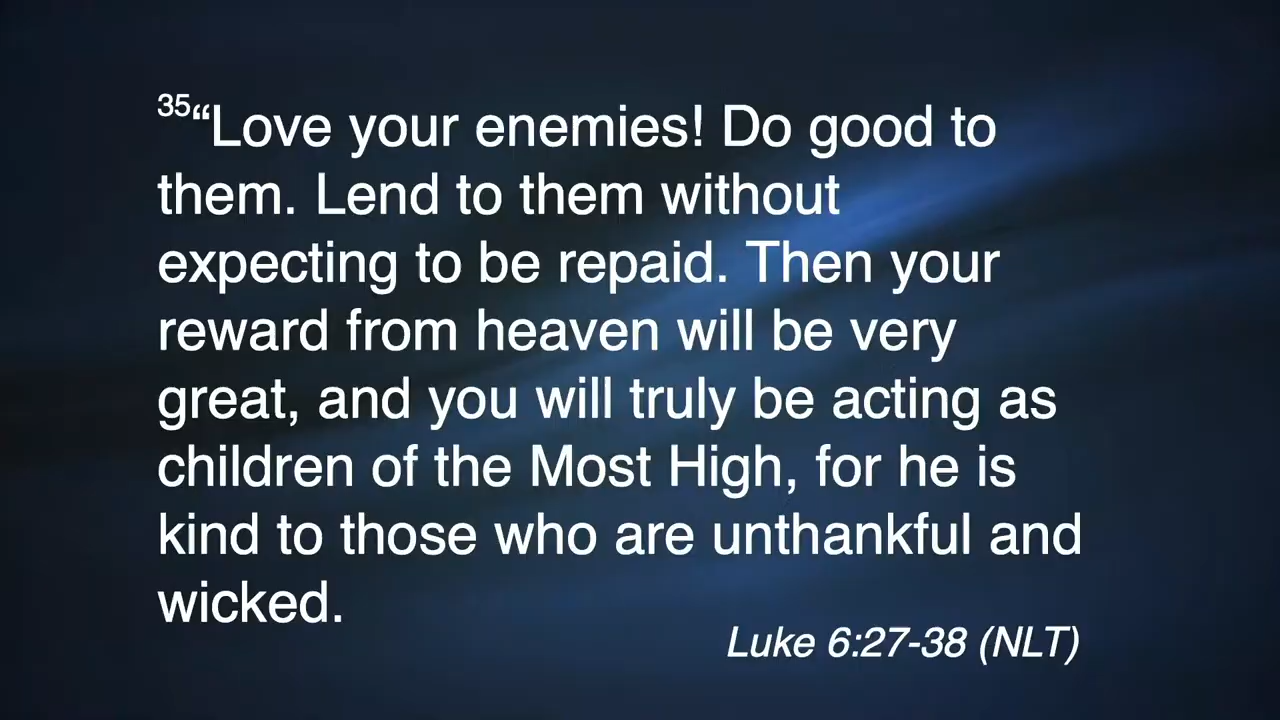 35“Love your enemies! Do good to
them. Lend to them without
expecting to be repaid. Then your
reward from heaven will be very
great, and you will truly be acting as
children of the Most High, for he is
kind to those who are unthankful and
wicked.
Luke 6:27-38 (NLT)